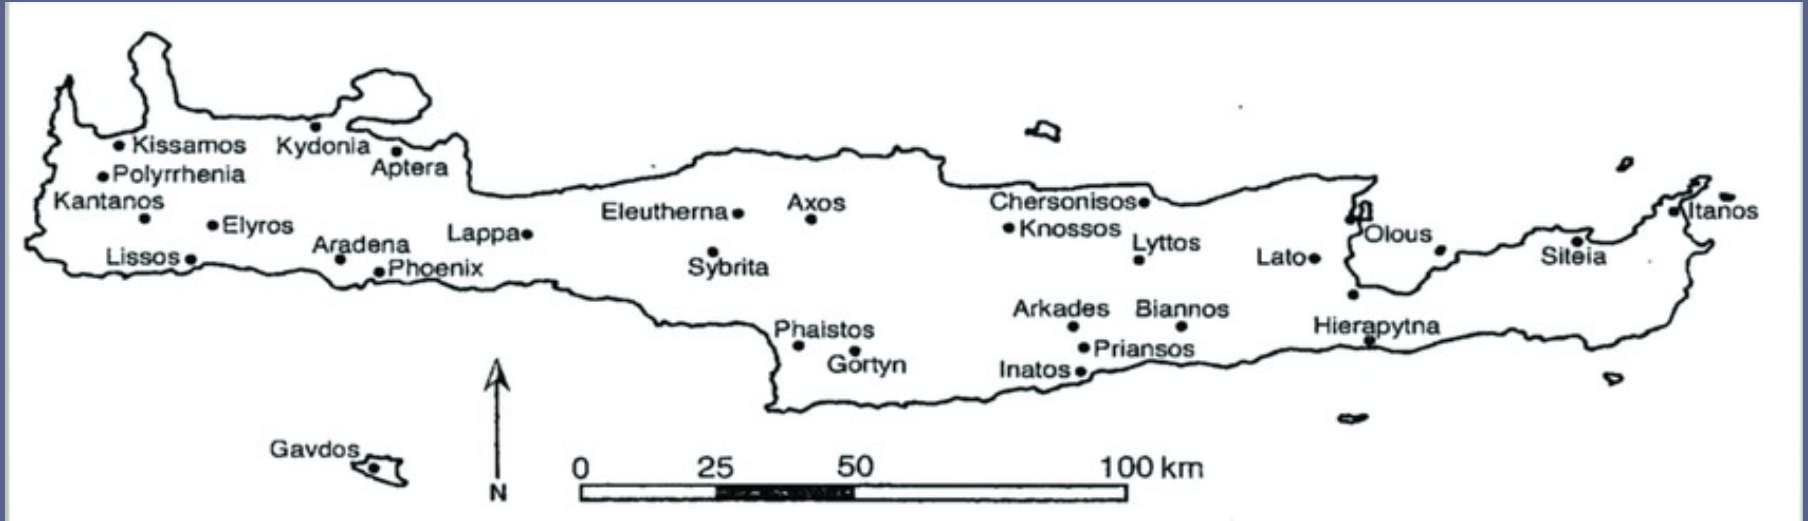 Kissamos
Kydonia
Aptera
Polyrrhenia
Kantanos
Elyros
Lissos
Aradena
Phoenix
Lappa
Eleutherna
Axos
Sybrita
Chersonisos
Knossos
Lyttos
Lato
Olous
Siteia
Itanos
Phaistos
Gortyn
Arkades
Biannos
Priansos
Inatos
Hierapytna
Gavdos
N
0 25 50 100 km